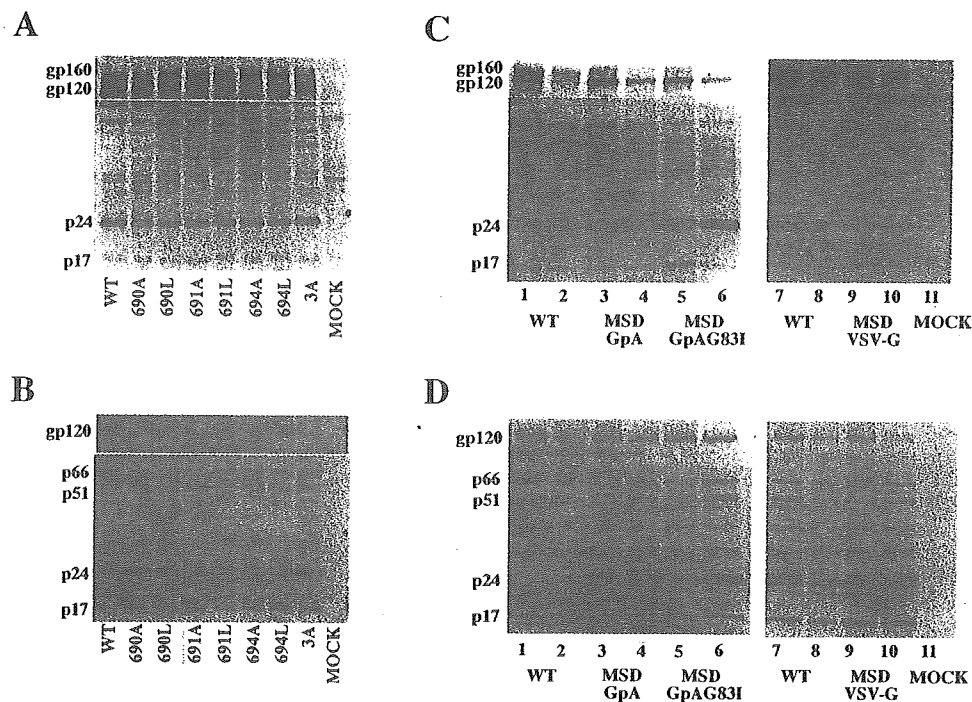 A
gp160
gp120
p24
p17
WT 690A 690L 691A 691L 694A 694L 3A MOCK
B
gp120
p66
p51
p24
p17
WT 690A 690L 691A 691L 694A 694L 3A MOCK
C
gp160
gp120
p24
p17
1 2 3 4 5 6 7 8 9 10 11
WT MSD MSD WT MSD MOCK
GpA GpAG83I VSV-G
D
gp120
p66
p51
p24
p17
1 2 3 4 5 6 7 8 9 10 11
WT MSD MSD WT MSD MOCK
GpA GpAG83I VSV-G